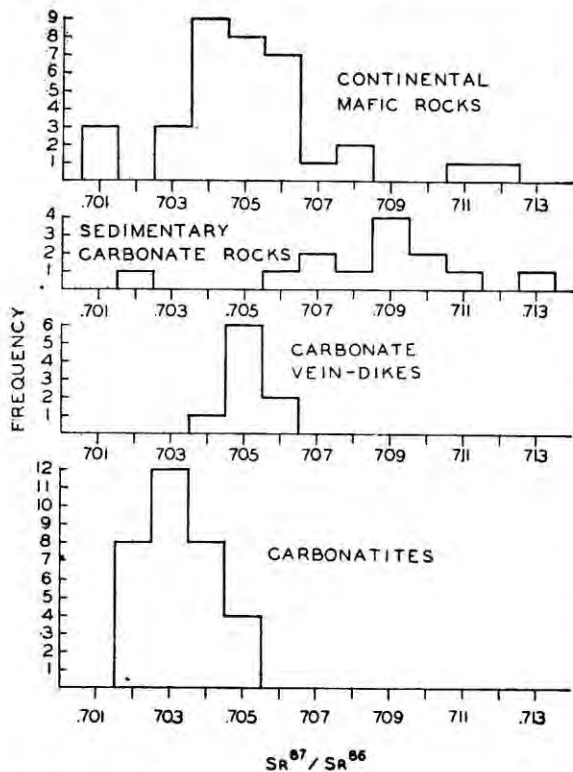 9
8
7
6
5
4
3
2
1
CONTINENTAL
MAFIC ROCKS
.701 .703 .705 .707 .709 .711 .713
4
3
2
1
SEDIMENTARY
CARBONATE ROCKS
.701 .703 .705 .707 .709 .711 .713
FREQUENCY
6
5
4
3
2
1
CARBONATE
VEIN-DIKES
.701 .703 .705 .707 .709 .711 .713
12
11
10
9
8
7
6
5
4
3
2
1
CARBONATITES
.701 .703 .705 .707 .709 .711 .713
SR⁸⁷/SR⁸⁶